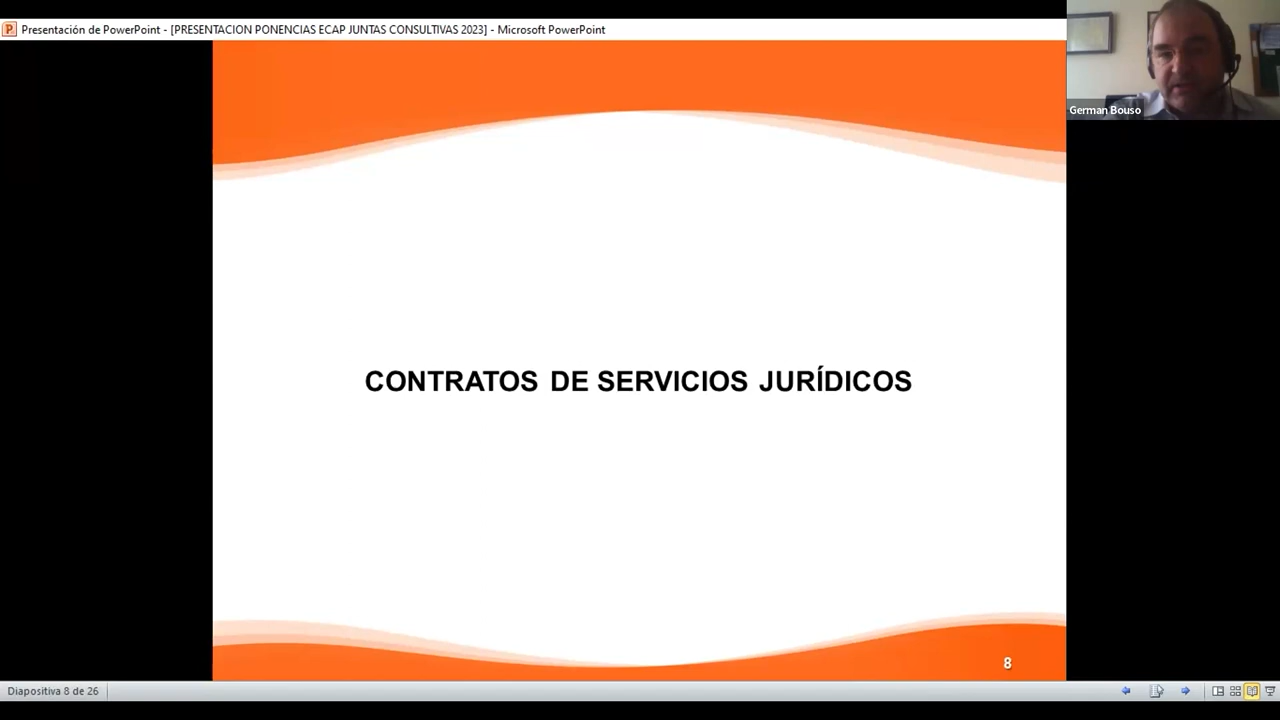 Presentación de PowerPoint - [PRESENTACION PONENCIAS ECAP JUNTAS CONSULTIVAS 2023] - Microsoft PowerPoint
German Bouso
CONTRATOS DE SERVICIOS JURÍDICOS
8
Diapositiva 8 de 26